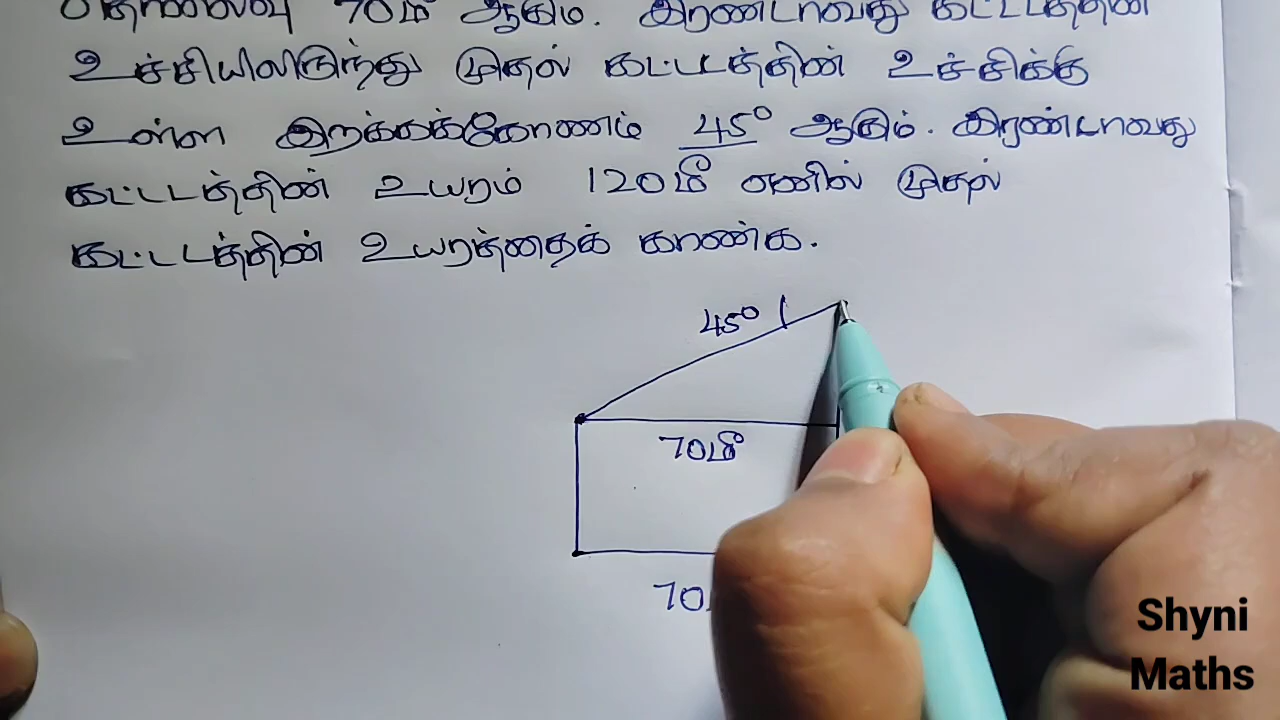 தொலைவு 70மீ ஆகும். இரண்டாவது கட்டடத்தின்
உச்சியிலிருந்து முதல் கட்டடத்தின் உச்சிக்கு
உள்ள இறக்கக்கோணம் 45° ஆகும். இரண்டாவது
கட்டடத்தின் உயரம் 120மீ எனில் முதல்
கட்டடத்தின் உயரத்தைக் காண்க.
45°
70மீ
70
Shyni
Maths